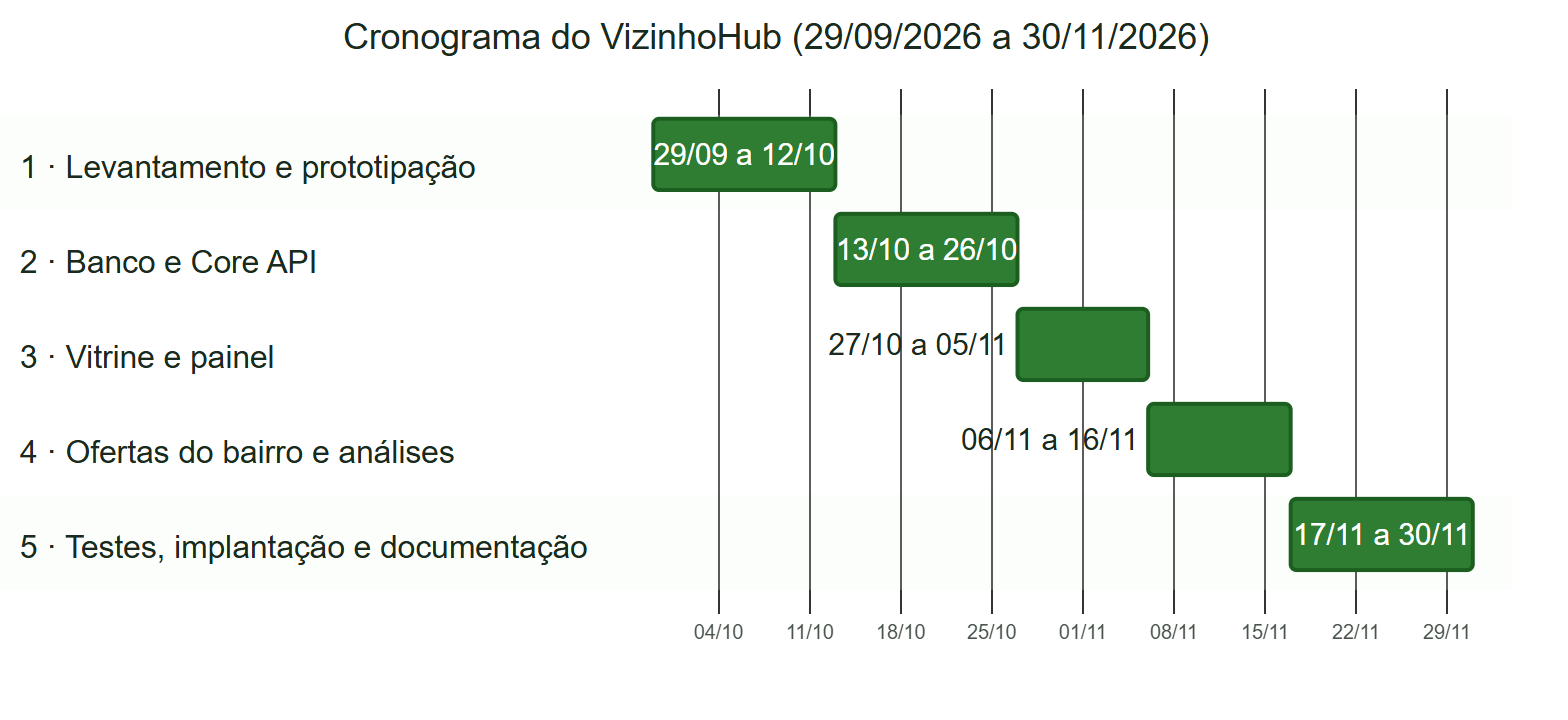 Cronograma do VizinhoHub (29/09/2026 a 30/11/2026)
1 · Levantamento e prototipação
29/09 a 12/10
2 · Banco e Core API
13/10 a 26/10
3 · Vitrine e painel
27/10 a 05/11
4 · Ofertas do bairro e análises
06/11 a 16/11
5 · Testes, implantação e documentação
17/11 a 30/11
04/10
11/10
18/10
25/10
01/11
08/11
15/11
22/11
29/11